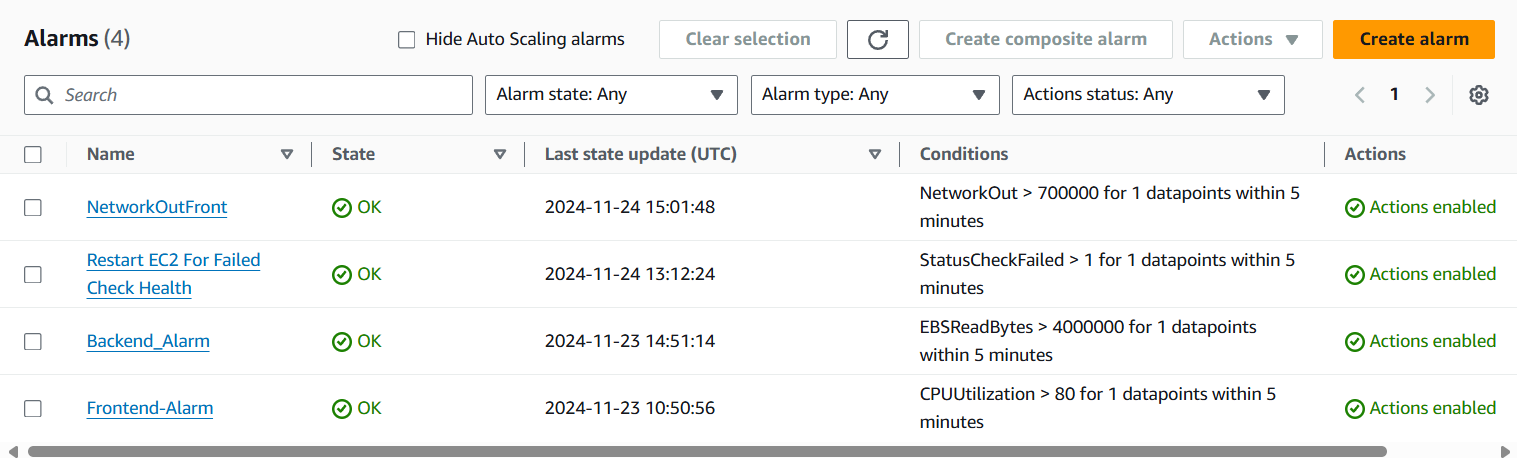 Alarms (4)
Hide Auto Scaling alarms
Clear selection
Create composite alarm
Actions
Create alarm
Search
Alarm state: Any
Alarm type: Any
Actions status: Any
1
Name
State
Last state update (UTC)
Conditions
Actions
NetworkOutFront
OK
2024-11-24 15:01:48
NetworkOut > 700000 for 1 datapoints within 5
minutes
Actions enabled
Restart EC2 For Failed
Check Health
OK
2024-11-24 13:12:24
StatusCheckFailed > 1 for 1 datapoints within 5
minutes
Actions enabled
Backend_Alarm
OK
2024-11-23 14:51:14
EBSReadBytes > 4000000 for 1 datapoints
within 5 minutes
Actions enabled
Frontend-Alarm
OK
2024-11-23 10:50:56
CPUUtilization > 80 for 1 datapoints within 5
minutes
Actions enabled